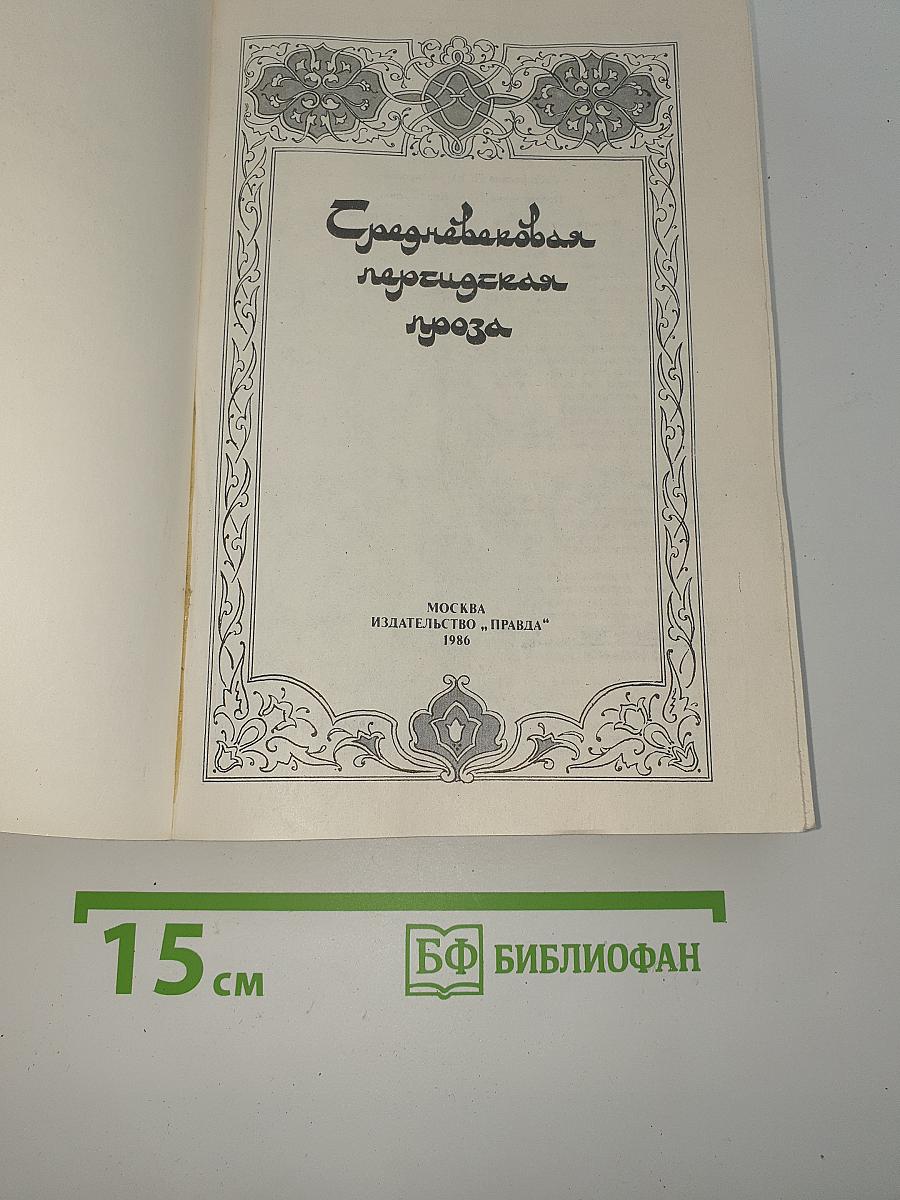 Средневековая
персидская
проза
МОСКВА
ИЗДАТЕЛЬСТВО „ПРАВДА“
1986
15 см
БФ БИБЛИОФАН